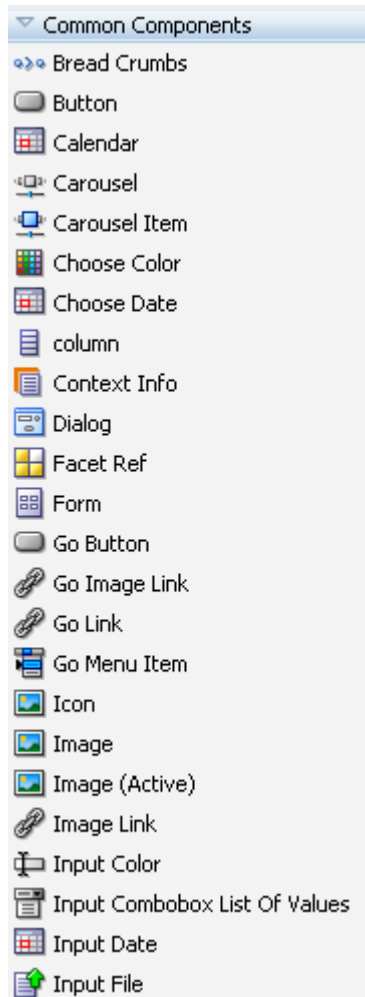 Common Components
Bread Crumbs
Button
Calendar
Carousel
Carousel Item
Choose Color
Choose Date
column
Context Info
Dialog
Facet Ref
Form
Go Button
Go Image Link
Go Link
Go Menu Item
Icon
Image
Image (Active)
Image Link
Input Color
Input Combobox List Of Values
Input Date
Input File